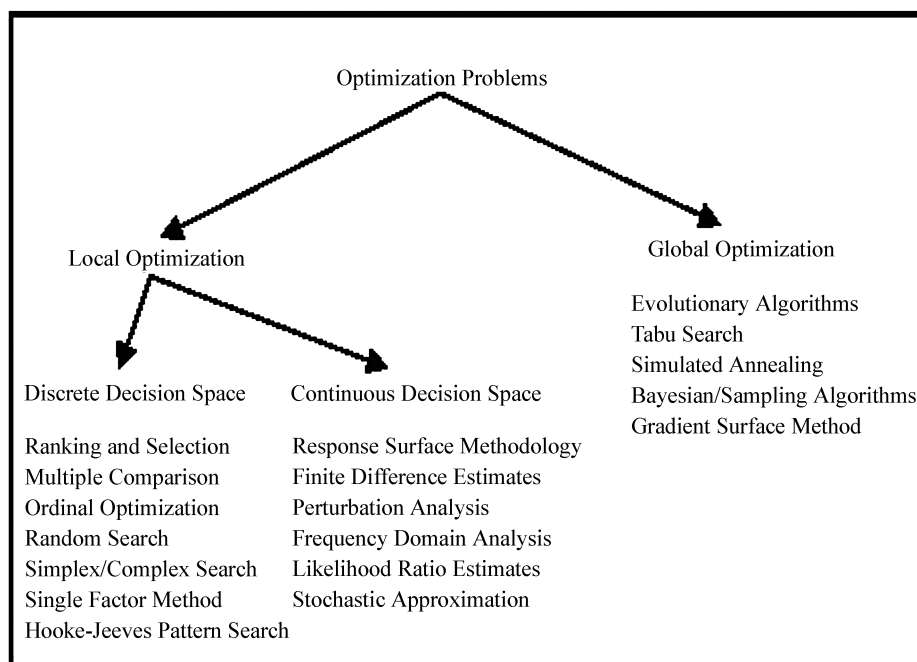 Optimization Problems
Local Optimization
Global Optimization
Evolutionary Algorithms
Tabu Search
Simulated Annealing
Bayesian/Sampling Algorithms
Gradient Surface Method
Discrete Decision Space
Ranking and Selection
Multiple Comparison
Ordinal Optimization
Random Search
Simplex/Complex Search
Single Factor Method
Hooke-Jeeves Pattern Search
Continuous Decision Space
Response Surface Methodology
Finite Difference Estimates
Perturbation Analysis
Frequency Domain Analysis
Likelihood Ratio Estimates
Stochastic Approximation